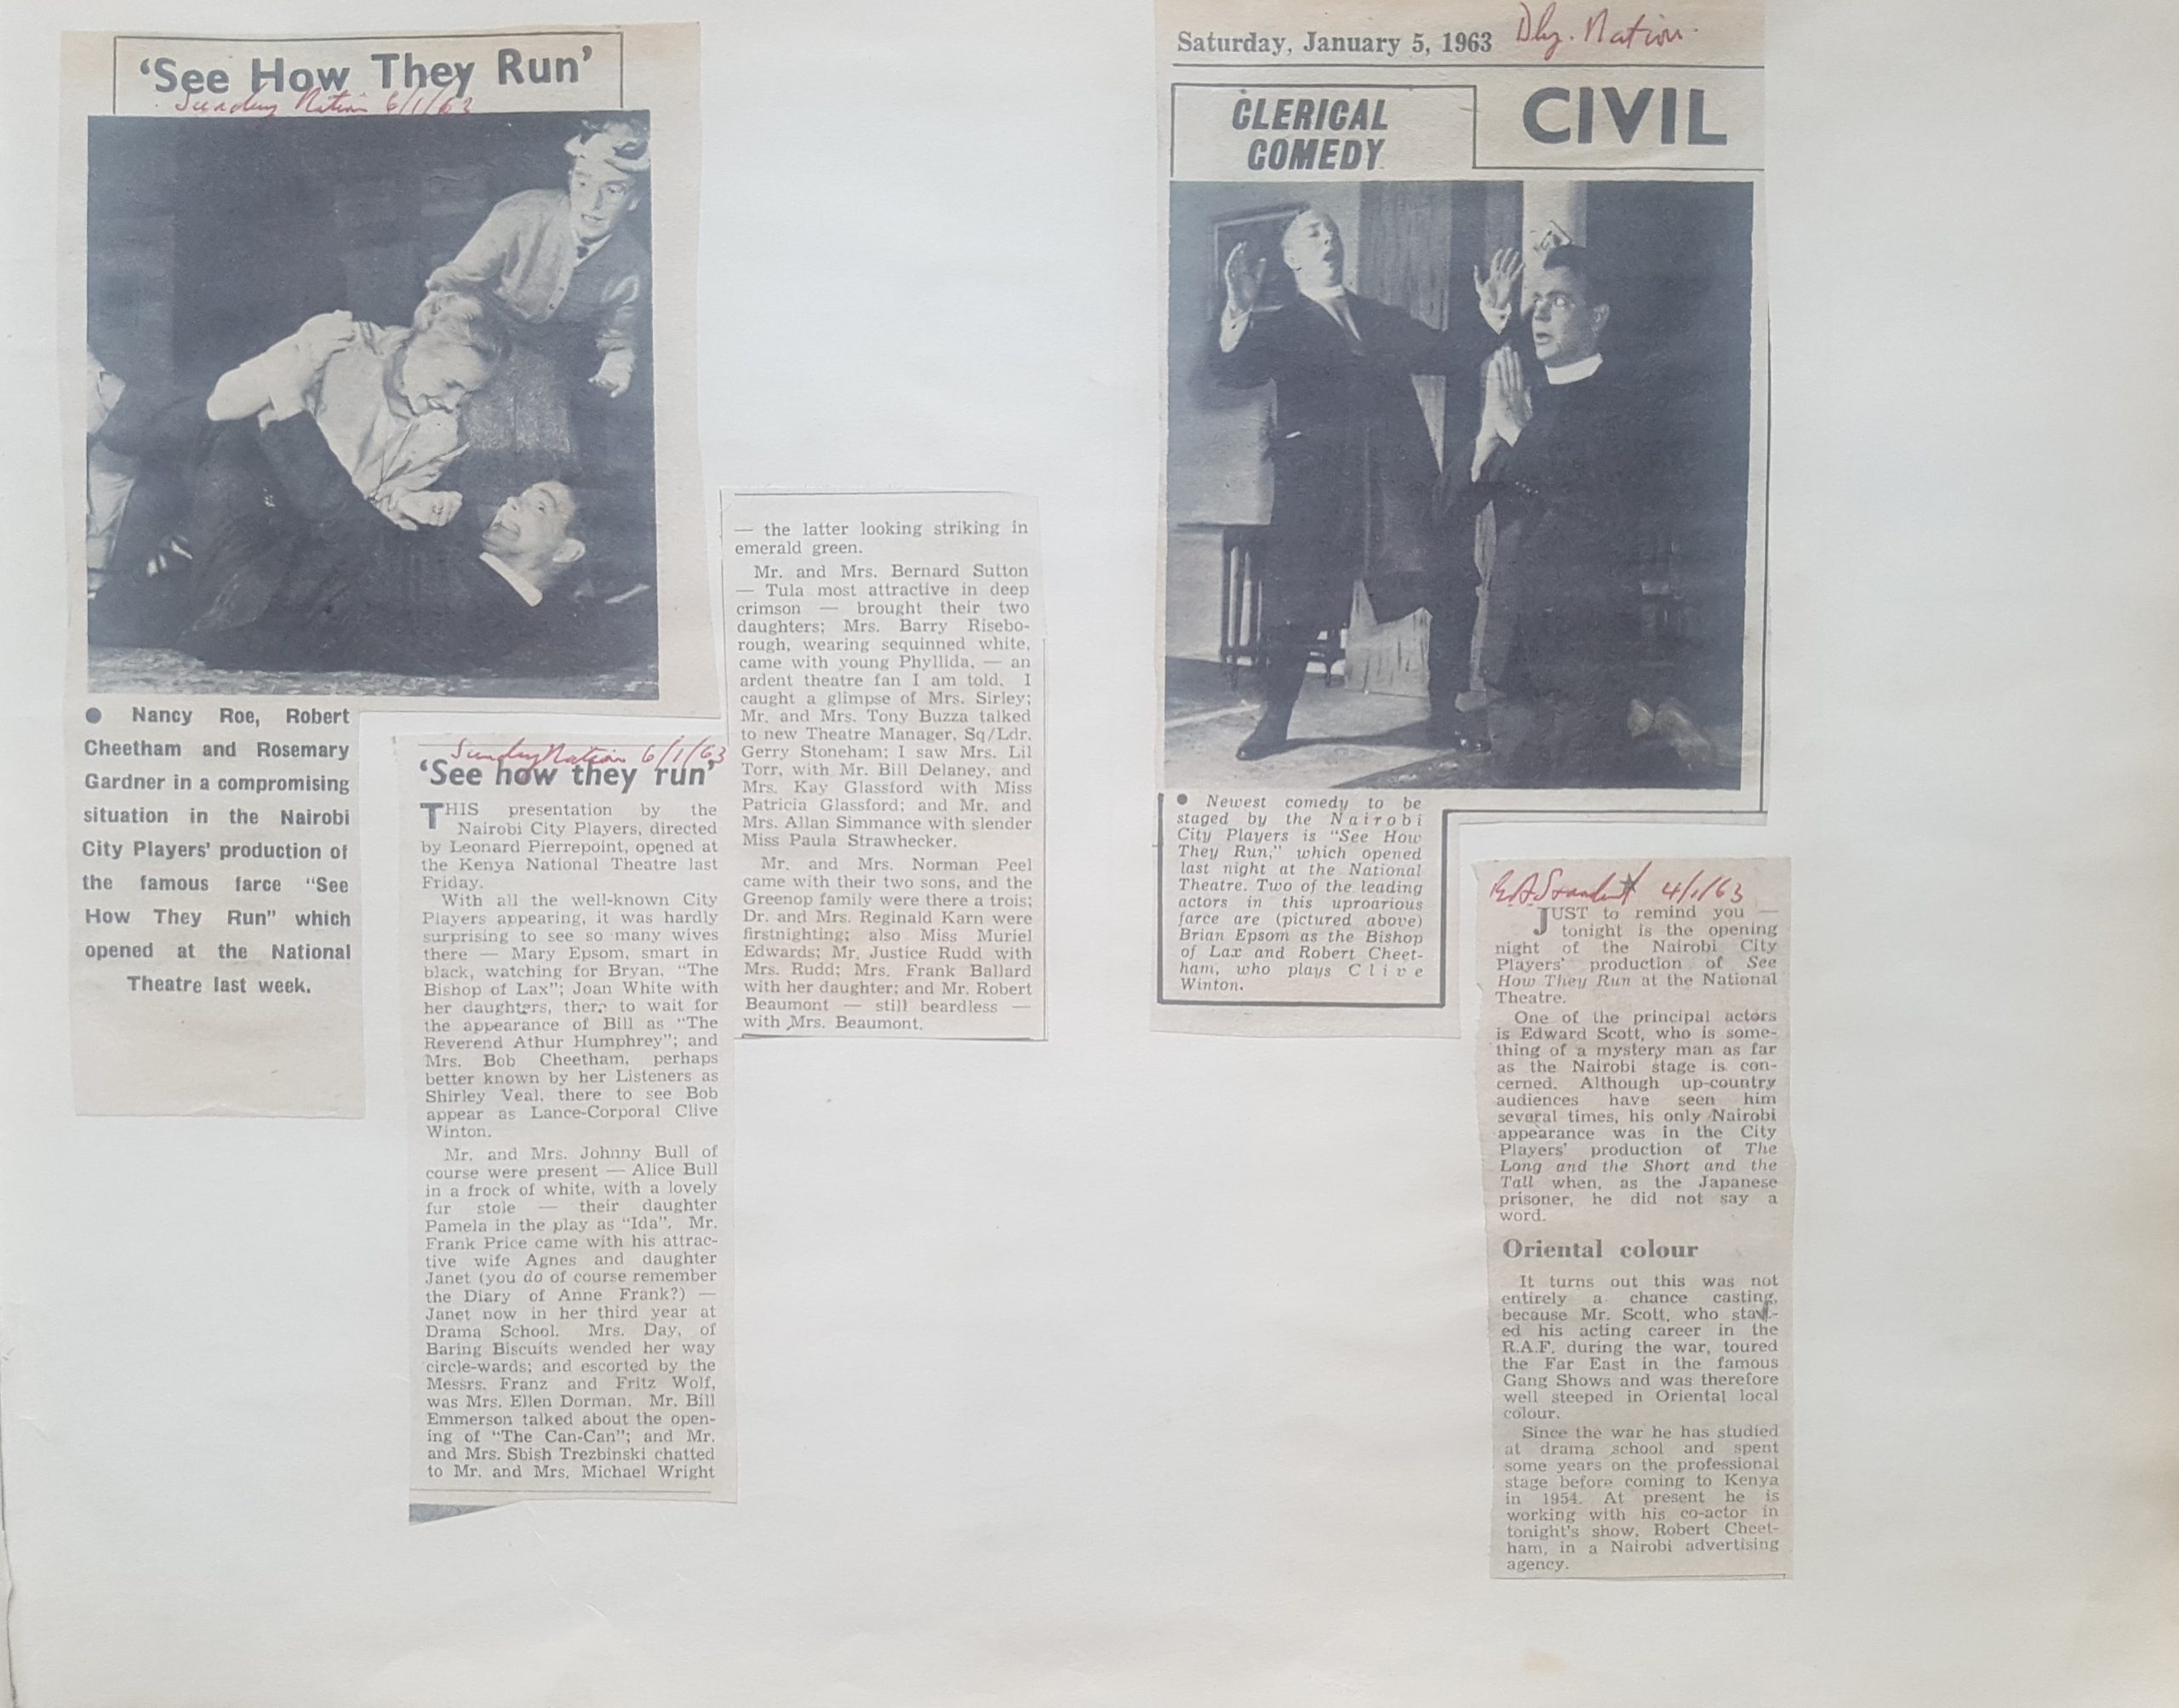 ‘See How They Run’
Sunday Nation 6/1/63
● Nancy Roe, Robert
Cheetham and Rosemary
Gardner in a compromising
situation in the Nairobi
City Players’ production of
the famous farce “See
How They Run” which
opened at the National
Theatre last week.
Sunday Nation 6/1/63
‘See how they run’
THIS presentation by the
Nairobi City Players, directed
by Leonard Pierrepoint, opened at
the Kenya National Theatre last
Friday.
With all the well-known City
Players appearing, it was hardly
surprising to see so many wives
there — Mary Epsom, smart in
black, watching for Bryan, “The
Bishop of Lax”; Joan White with
her daughters, there to wait for
the appearance of Bill as “The
Reverend Athur Humphrey”; and
Mrs. Bob Cheetham, perhaps
better known by her Listeners as
Shirley Veal, there to see Bob
appear as Lance-Corporal Clive
Winton.
Mr. and Mrs. Johnny Bull of
course were present — Alice Bull
in a frock of white, with a lovely
fur stole — their daughter
Pamela in the play as “Ida”. Mr.
Frank Price came with his attrac-
tive wife Agnes and daughter
Janet (you do of course remember
the Diary of Anne Frank?) —
Janet now in her third year at
Drama School. Mrs. Day, of
Baring Biscuits wended her way
circle-wards; and escorted by the
Messrs. Franz and Fritz Wolf,
was Mrs. Ellen Dorman. Mr. Bill
Emmerson talked about the open-
ing of “The Can-Can”; and Mr.
and Mrs. Sbish Trezbinski chatted
to Mr. and Mrs. Michael Wright
— the latter looking striking in
emerald green.
Mr. and Mrs. Bernard Sutton
— Tula most attractive in deep
crimson — brought their two
daughters; Mrs. Barry Risebo-
rough, wearing sequinned white,
came with young Phyllida, — an
ardent theatre fan I am told. I
caught a glimpse of Mrs. Sirley;
Mr. and Mrs. Tony Buzza talked
to new Theatre Manager, Sq/Ldr.
Gerry Stoneham; I saw Mrs. Lil
Torr, with Mr. Bill Delaney, and
Mrs. Kay Glassford with Miss
Patricia Glassford; and Mr. and
Mrs. Allan Simmance with slender
Miss Paula Strawhecker.
Mr. and Mrs. Norman Peel
came with their two sons, and the
Greenop family were there a trois;
Dr. and Mrs. Reginald Karn were
firstnighting; also Miss Muriel
Edwards; Mr. Justice Rudd with
Mrs. Rudd; Mrs. Frank Ballard
with her daughter; and Mr. Robert
Beaumont — still beardless —
with Mrs. Beaumont.
Saturday, January 5, 1963 Dly. Nation.
CLERICAL
COMEDY
CIVIL
● Newest comedy to be
staged by the Nairobi
City Players is “See How
They Run,” which opened
last night at the National
Theatre. Two of the leading
actors in this uproarious
farce are (pictured above)
Brian Epsom as the Bishop
of Lax and Robert Cheet-
ham, who plays Clive
Winton.
E.A. Standard 4/1/63
JUST to remind you —
tonight is the opening
night of the Nairobi City
Players’ production of See
How They Run at the National
Theatre.
One of the principal actors
is Edward Scott, who is some-
thing of a mystery man as far
as the Nairobi stage is con-
cerned. Although up-country
audiences have seen him
several times, his only Nairobi
appearance was in the City
Players’ production of The
Long and the Short and the
Tall when, as the Japanese
prisoner, he did not say a
word.
Oriental colour
It turns out this was not
entirely a chance casting,
because Mr. Scott, who start-
ed his acting career in the
R.A.F. during the war, toured
the Far East in the famous
Gang Shows and was therefore
well steeped in Oriental local
colour.
Since the war he has studied
at drama school and spent
some years on the professional
stage before coming to Kenya
in 1954. At present he is
working with his co-actor in
tonight’s show, Robert Cheet-
ham, in a Nairobi advertising
agency.